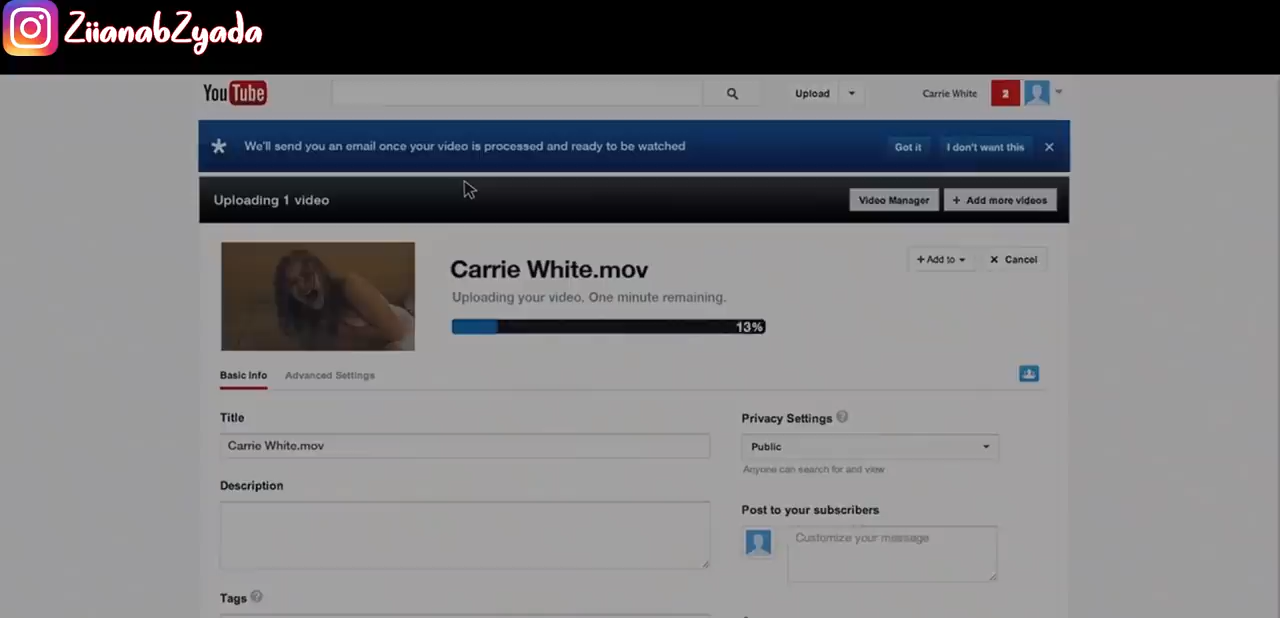 ZiianabZyada
YouTube
Upload
Carrie White
2
We'll send you an email once your video is processed and ready to be watched
Got it
I don't want this
Uploading 1 video
Video Manager
+ Add more videos
Carrie White.mov
+ Add to
Cancel
Uploading your video. One minute remaining.
13%
Basic Info
Advanced Settings
Title
Carrie White.mov
Description
Tags ?
Privacy Settings ?
Public
Anyone can search for and view
Post to your subscribers
Customize your message